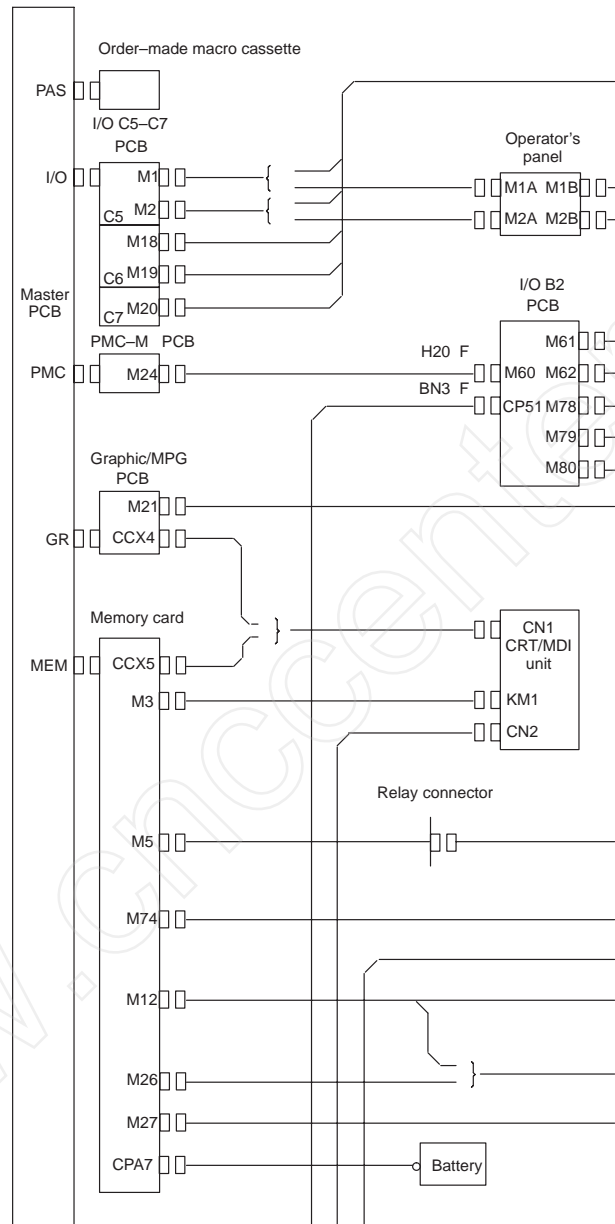 Order–made macro cassette
PAS
I/O C5–C7
PCB
Operator's
panel
I/O
M1
M1A M1B
M2
C5
M2A M2B
M18
M19
C6
I/O B2
PCB
Master
PCB
M20
C7
PMC–M PCB
M61
H20 F
PMC
M24
M60 M62
BN3 F
CP51 M78
M79
Graphic/MPG
PCB
M80
M21
GR
CCX4
Memory card
CN1
CRT/MDI
unit
MEM
CCX5
M3
KM1
CN2
Relay connector
M5
M74
M12
M26
M27
CPA7
Battery
www.cnccenter